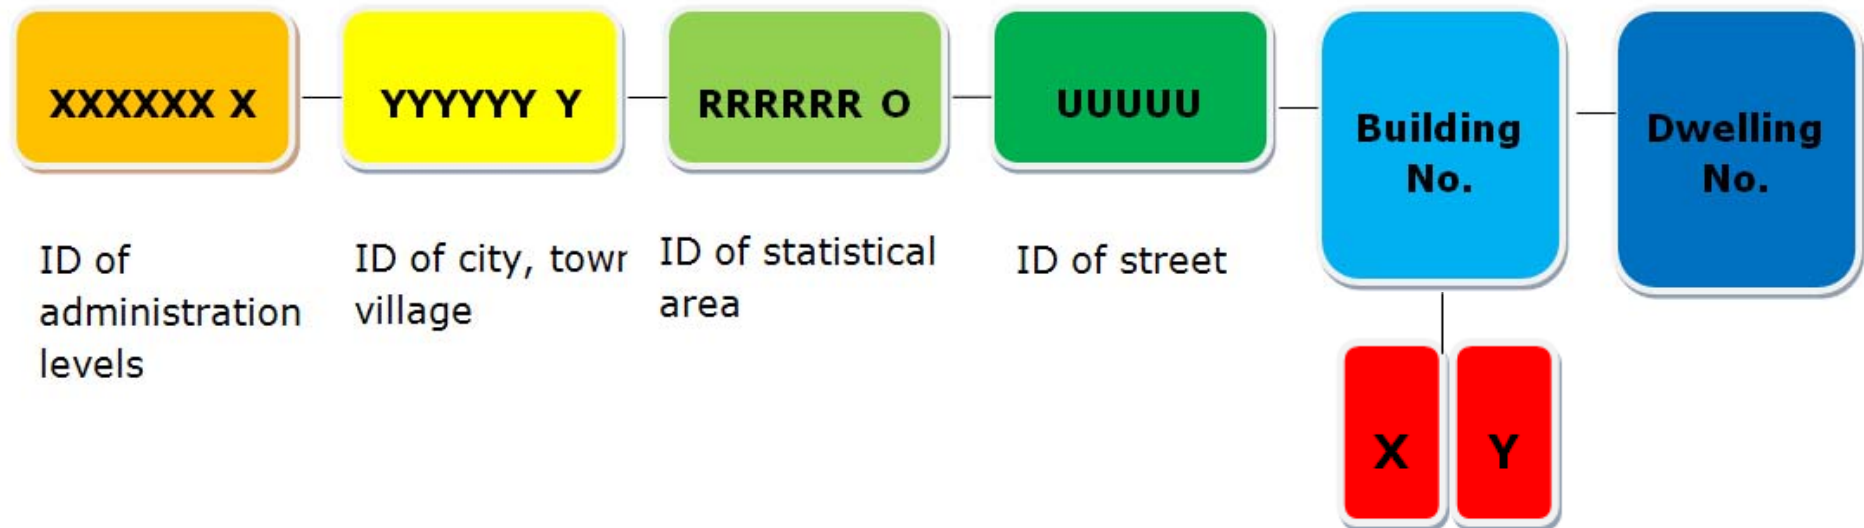 XXXXXX X
YYYYYY Y
RRRRRR O
UUUUU
Building
No.
Dwelling
No.
ID of
administration
levels
ID of city, towr
village
ID of statistical
area
ID of street
X
Y